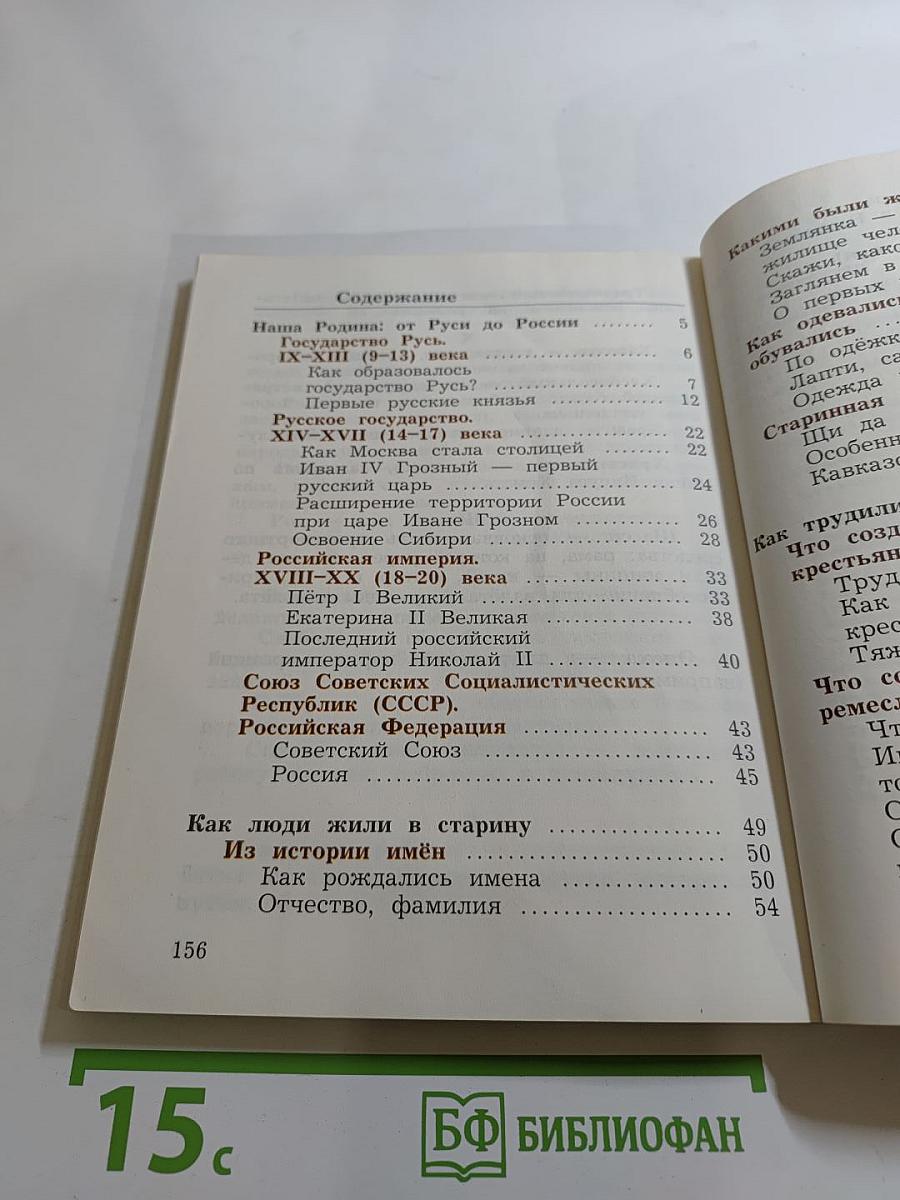 Содержание
Наша Родина: от Руси до России ........ 5
Государство Русь.
IX–XIII (9–13) века ........................ 6
Как образовалось
государство Русь? ....................... 7
Первые русские князья ............... 12
Русское государство.
XIV–XVII (14–17) века .................... 22
Как Москва стала столицей ......... 22
Иван IV Грозный — первый
русский царь ............................. 24
Расширение территории России
при царе Иване Грозном ............. 26
Освоение Сибири ........................ 28
Российская империя.
XVIII–XX (18–20) века .................... 33
Пётр I Великий ........................... 33
Екатерина II Великая .................. 38
Последний российский
император Николай II ................. 40
Союз Советских Социалистических
Республик (СССР).
Российская Федерация .................... 43
Советский Союз .......................... 43
Россия ....................................... 45
Как люди жили в старину ................. 49
Из истории имён ............................ 50
Как рождались имена .................. 50
Отчество, фамилия ...................... 54
156
Какими были
Землянка —
жилище
Скажи,
Заглянем в
О первых
Как одевались
обувались ...
По
Лапти,
Одежда
Старинная
Щи да
Как
Что
Труд
Как
Что
15с
БФ БИБЛИОФАН